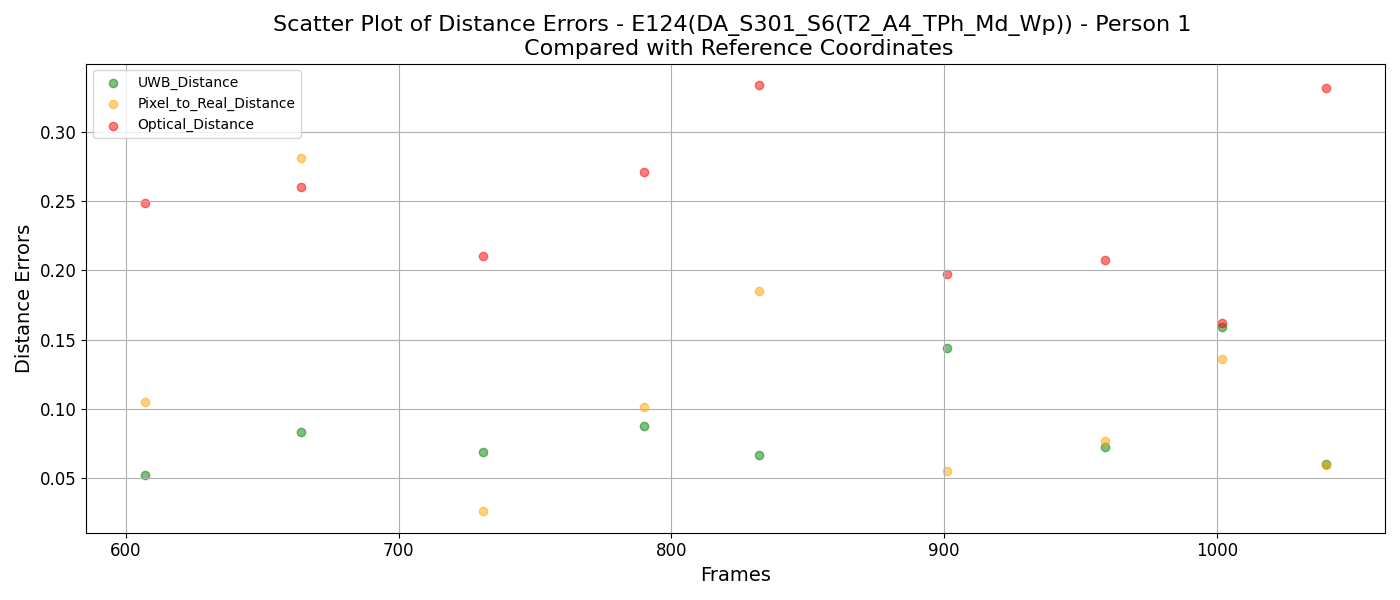 Scatter Plot of Distance Errors - E124(DA_S301_S6(T2_A4_TPh_Md_Wp)) - Person 1
Compared with Reference Coordinates
UWB_Distance
Pixel_to_Real_Distance
Optical_Distance
Distance Errors
0.30
0.25
0.20
0.15
0.10
0.05
600 700 800 900 1000
Frames